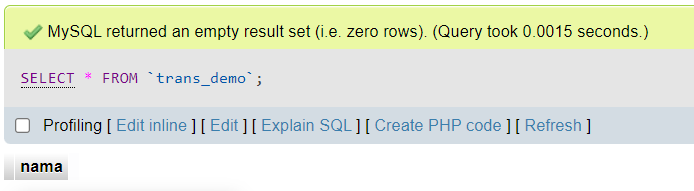 MySQL returned an empty result set (i.e. zero rows). (Query took 0.0015 seconds.)
SELECT * FROM `trans_demo`;
Profiling [ Edit inline ] [ Edit ] [ Explain SQL ] [ Create PHP code ] [ Refresh ]
nama